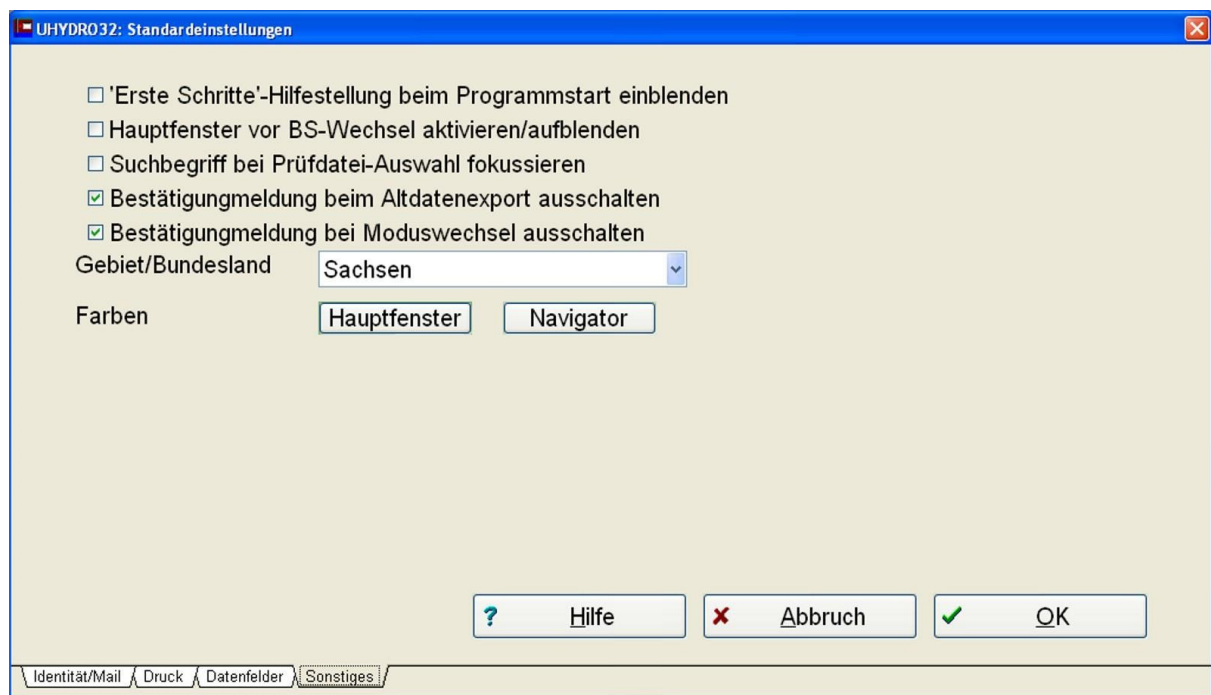 UHYDRO32: Standardeinstellungen
'Erste Schritte'-Hilfestellung beim Programmstart einblenden
Hauptfenster vor BS-Wechsel aktivieren/aufblenden
Suchbegriff bei Prüfdatei-Auswahl fokussieren
Bestätigungmeldung beim Altdatenexport ausschalten
Bestätigungmeldung bei Moduswechsel ausschalten
Gebiet/Bundesland Sachsen
Farben Hauptfenster Navigator
? Hilfe Abbruch OK
Identität/Mail Druck Datenfelder Sonstiges